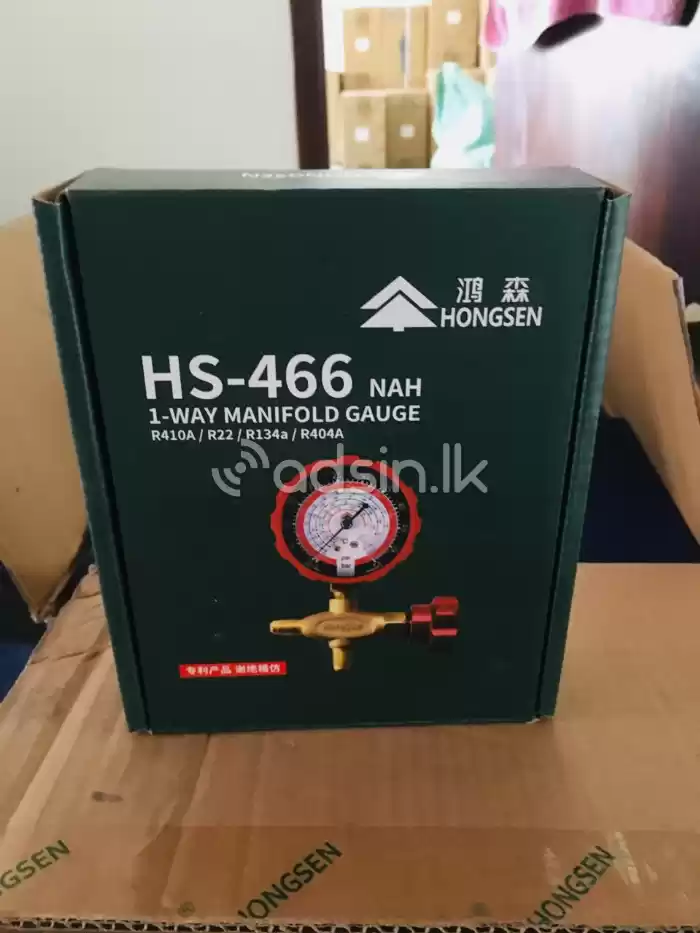 鸿森
HONGSEN
HS-466 NAH
1-WAY MANIFOLD GAUGE
R410A / R22 / R134a / R404A
adsin.lk
专利产品 谢绝模仿
HONGSEN
HONGSEN
HONGSEN